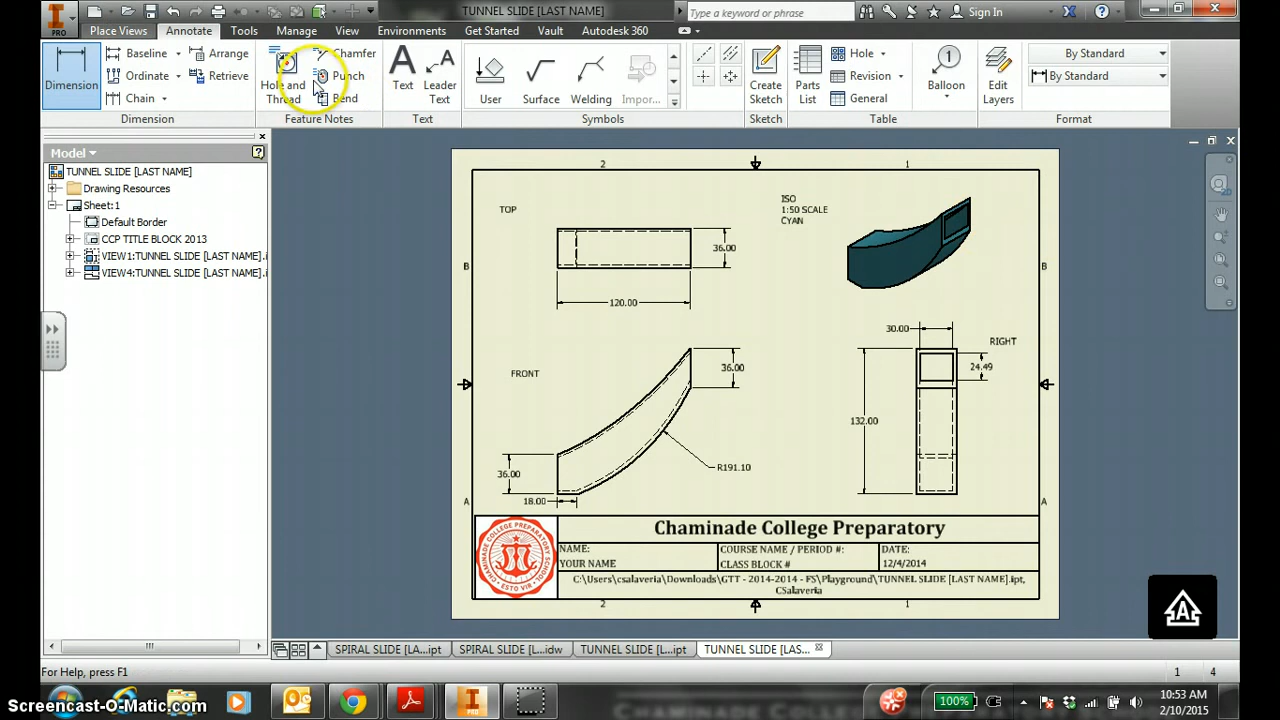 TUNNEL SLIDE [LAST NAME]
Type a keyword or phrase
Sign In
PRO
Place Views Annotate Tools Manage View Environments Get Started Vault Autodesk 360
Dimension
Baseline
Ordinate
Chain
Arrange
Retrieve
Dimension
Hole and
Thread
Chamfer
Punch
Bend
Feature Notes
Text
Leader
Text
Text
User
Surface
Welding
Impor...
Symbols
Create
Sketch
Sketch
Parts
List
Hole
Revision
General
Table
Balloon
Edit
Layers
By Standard
By Standard
Format
Model
TUNNEL SLIDE [LAST NAME]
Drawing Resources
Sheet:1
Default Border
CCP TITLE BLOCK 2013
VIEW1:TUNNEL SLIDE [LAST NAME].i
VIEW4:TUNNEL SLIDE [LAST NAME].i
2
1
TOP
36.00
120.00
ISO
1:50 SCALE
CYAN
B
B
FRONT
36.00
36.00
18.00
R191.10
30.00
RIGHT
24.49
132.00
A
A
2
1
Chaminade College Preparatory
NAME:
YOUR NAME
COURSE NAME / PERIOD #:
CLASS BLOCK #
DATE:
12/4/2014
C:\Users\csalaveria\Downloads\GTT - 2014-2014 - FS\Playground\TUNNEL SLIDE [LAST NAME].ipt,
CSalaveria
CHAMINADE COLLEGE PREPARATORY SCHOOL
ESTO VIR
A
SPIRAL SLIDE [L...ipt
SPIRAL SLIDE [L...idw
TUNNEL SLIDE [L...ipt
TUNNEL SLIDE [LAS...
For Help, press F1
1
4
100%
10:53 AM
2/10/2015
Screencast-O-Matic.com